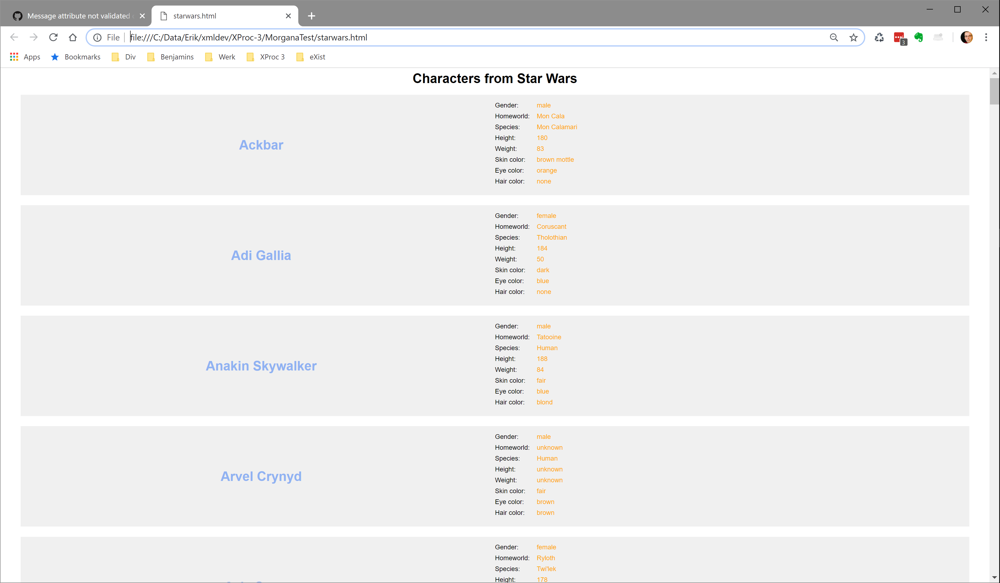 Message attribute not validated
starwars.html
File
file:///C:/Data/Erik/xmldev/XProc-3/MorganaTest/starwars.html
3
Apps
Bookmarks
Div
Benjamins
Werk
XProc 3
eXist
Characters from Star Wars
Ackbar
Gender: male
Homeworld: Mon Cala
Species: Mon Calamari
Height: 180
Weight: 83
Skin color: brown mottle
Eye color: orange
Hair color: none
Adi Gallia
Gender: female
Homeworld: Coruscant
Species: Tholothian
Height: 184
Weight: 50
Skin color: dark
Eye color: blue
Hair color: none
Anakin Skywalker
Gender: male
Homeworld: Tatooine
Species: Human
Height: 188
Weight: 84
Skin color: fair
Eye color: blue
Hair color: blond
Arvel Crynyd
Gender: male
Homeworld: unknown
Species: Human
Height: unknown
Weight: unknown
Skin color: fair
Eye color: brown
Hair color: brown
Gender: female
Homeworld: Ryloth
Species: Twi'lek
Height: 178